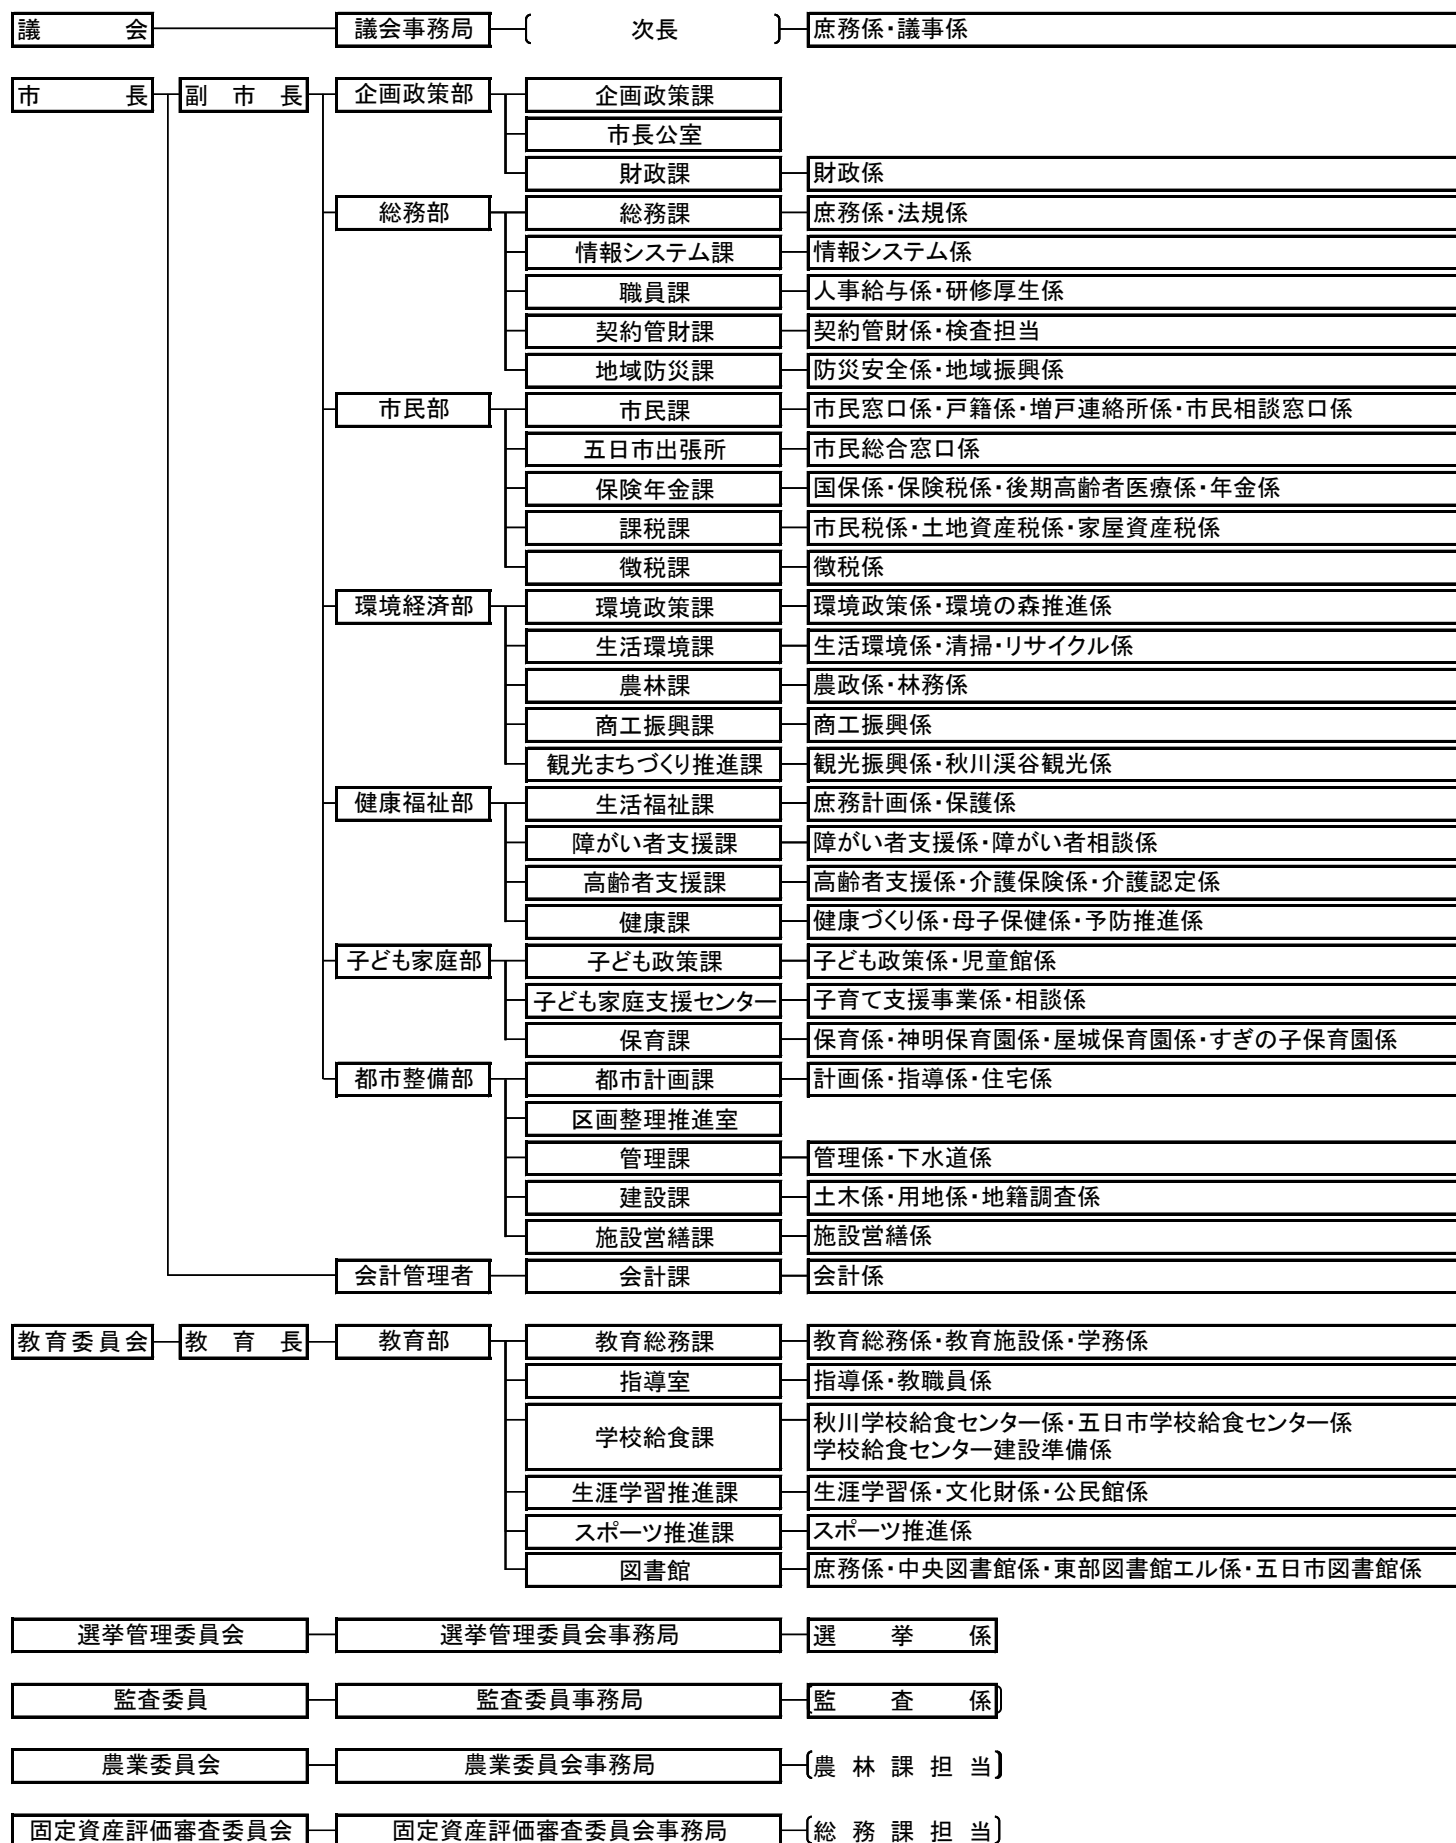 議会 議会事務局 次長 庶務係・議事係
市長 副市長 企画政策部 企画政策課
市長公室
財政課 財政係
総務部 総務課 庶務係・法規係
情報システム課 情報システム係
職員課 人事給与係・研修厚生係
契約管財課 契約管財係・検査担当
地域防災課 防災安全係・地域振興係
市民部 市民課 市民窓口係・戸籍係・増戸連絡所係・市民相談窓口係
五日市出張所 市民総合窓口係
保険年金課 国保係・保険税係・後期高齢者医療係・年金係
課税課 市民税係・土地資産税係・家屋資産税係
徴税課 徴税係
環境経済部 環境政策課 環境政策係・環境の森推進係
生活環境課 生活環境係・清掃・リサイクル係
農林課 農政係・林務係
商工振興課 商工振興係
観光まちづくり推進課 観光振興係・秋川渓谷観光係
健康福祉部 生活福祉課 庶務計画係・保護係
障がい者支援課 障がい者支援係・障がい者相談係
高齢者支援課 高齢者支援係・介護保険係・介護認定係
健康課 健康づくり係・母子保健係・予防推進係
子ども家庭部 子ども政策課 子ども政策係・児童館係
子ども家庭支援センター 子育て支援事業係・相談係
保育課 保育係・神明保育園係・屋城保育園係・すぎの子保育園係
都市整備部 都市計画課 計画係・指導係・住宅係
区画整理推進室
管理課 管理係・下水道係
建設課 土木係・用地係・地籍調査係
施設営繕課 施設営繕係
会計管理者 会計課 会計係
教育委員会 教育長 教育部 教育総務課 教育総務係・教育施設係・学務係
指導室 指導係・教職員係
学校給食課 秋川学校給食センター係・五日市学校給食センター係
学校給食センター建設準備係
生涯学習推進課 生涯学習係・文化財係・公民館係
スポーツ推進課 スポーツ推進係
図書館 庶務係・中央図書館係・東部図書館エル係・五日市図書館係
選挙管理委員会 選挙管理委員会事務局 選挙係
監査委員 監査委員事務局 監査係
農業委員会 農業委員会事務局 農林課担当
固定資産評価審査委員会 固定資産評価審査委員会事務局 総務課担当